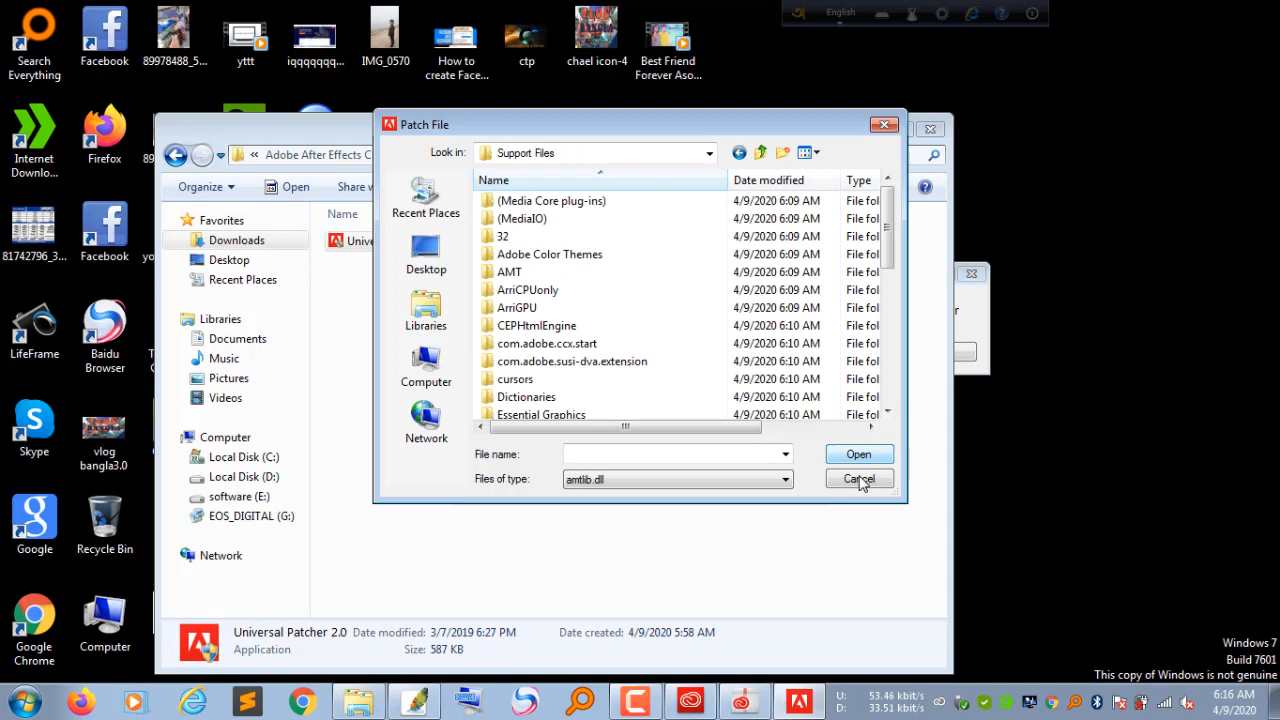 Search
Everything
Facebook
89978488_5...
yttt
iqqqqqqq...
IMG_0570
How to
create Face...
ctp
chael icon-4
Best Friend
Forever Aso...
English
Internet
Downlo...
Firefox
81742796_3...
Facebook
LifeFrame
Baidu
Browser
Skype
vlog
bangla3.0
Google
Recycle Bin
Google
Chrome
Computer
Adobe After Effects C
Organize
Open
Share w
Favorites
Downloads
Desktop
Recent Places
Libraries
Documents
Music
Pictures
Videos
Computer
Local Disk (C:)
Local Disk (D:)
software (E:)
EOS_DIGITAL (G:)
Network
Name
Unive
Patch File
Look in:
Support Files
Recent Places
Desktop
Libraries
Computer
Network
Name Date modified Type
(Media Core plug-ins) 4/9/2020 6:09 AM File fol
(MediaIO) 4/9/2020 6:09 AM File fol
32 4/9/2020 6:09 AM File fol
Adobe Color Themes 4/9/2020 6:09 AM File fol
AMT 4/9/2020 6:09 AM File fol
ArriCPUonly 4/9/2020 6:09 AM File fol
ArriGPU 4/9/2020 6:09 AM File fol
CEPHtmlEngine 4/9/2020 6:10 AM File fol
com.adobe.ccx.start 4/9/2020 6:10 AM File fol
com.adobe.susi-dva.extension 4/9/2020 6:10 AM File fol
cursors 4/9/2020 6:10 AM File fol
Dictionaries 4/9/2020 6:10 AM File fol
Essential Graphics 4/9/2020 6:10 AM File fol
File name:
Open
Files of type:
amtlib.dll
Cancel
Universal Patcher 2.0 Date modified: 3/7/2019 6:27 PM Date created: 4/9/2020 5:58 AM
Application Size: 587 KB
Windows 7
Build 7601
This copy of Windows is not genuine
U: 53.46 kbit/s
D: 33.51 kbit/s
6:16 AM
4/9/2020